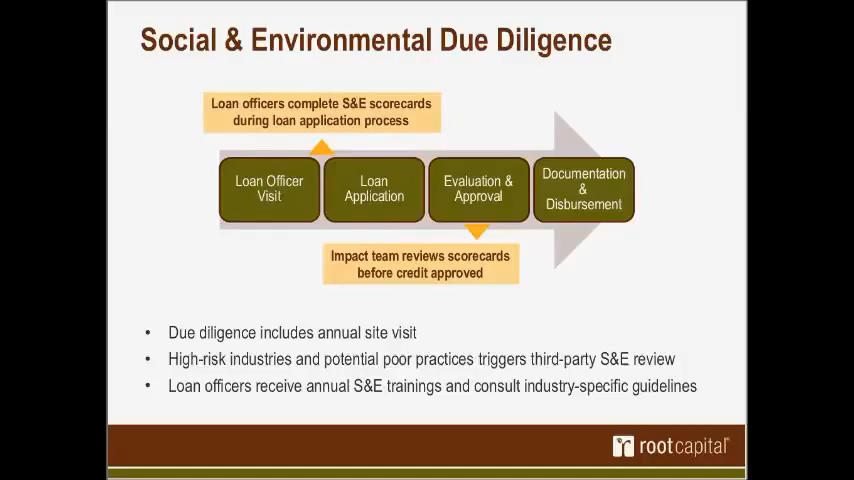 Social & Environmental Due Diligence
Loan officers complete S&E scorecards
during loan application process
Loan Officer
Visit
Loan
Application
Evaluation &
Approval
Documentation
&
Disbursement
Impact team reviews scorecards
before credit approved
• Due diligence includes annual site visit
• High-risk industries and potential poor practices triggers third-party S&E review
• Loan officers receive annual S&E trainings and consult industry-specific guidelines
rootcapital